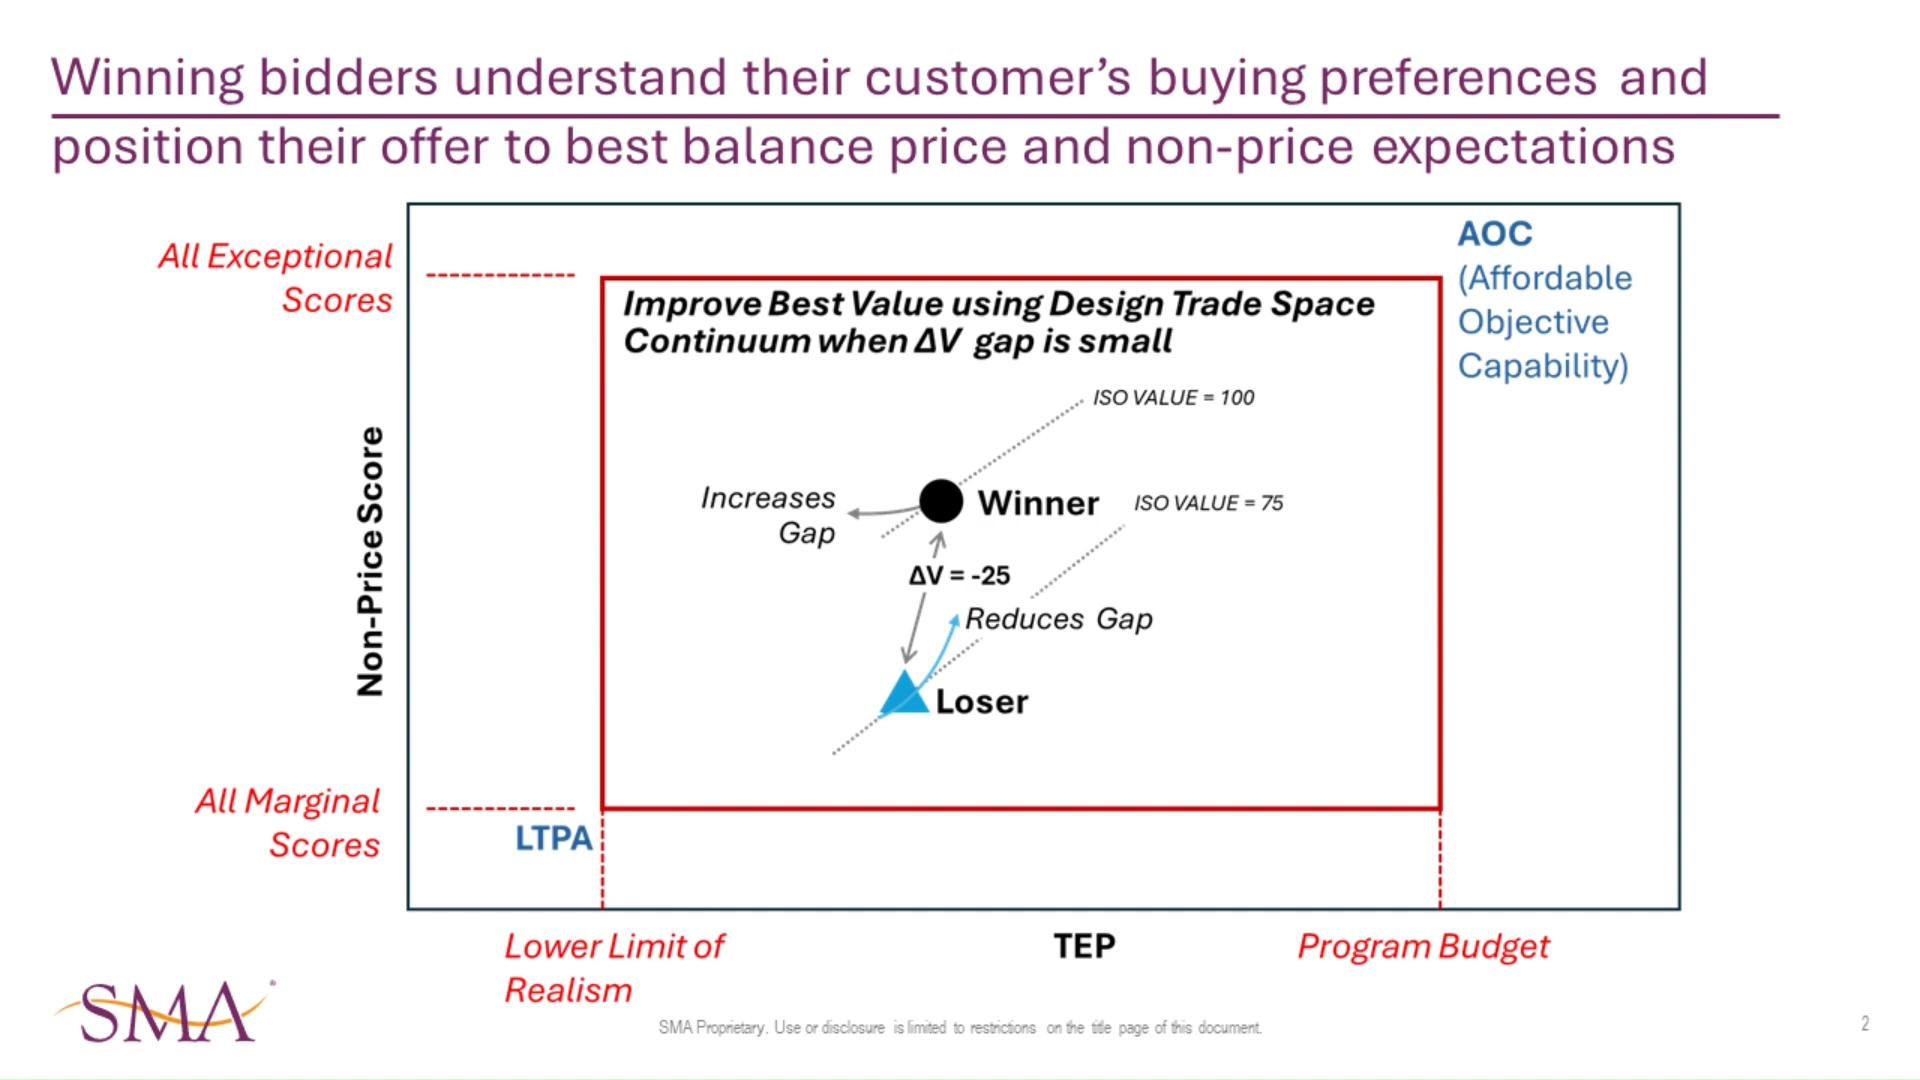 Winning bidders understand their customer’s buying preferences and
position their offer to best balance price and non-price expectations
All Exceptional
Scores
AOC
(Affordable
Objective
Capability)
Improve Best Value using Design Trade Space
Continuum when ΔV gap is small
ISO VALUE = 100
Increases
Gap
Winner
ISO VALUE = 75
ΔV = -25
Reduces Gap
Loser
Non-Price Score
All Marginal
Scores
LTPA
Lower Limit of
Realism
TEP
Program Budget
SMA
SMA Proprietary. Use or disclosure is limited to restrictions on the title page of this document.
2